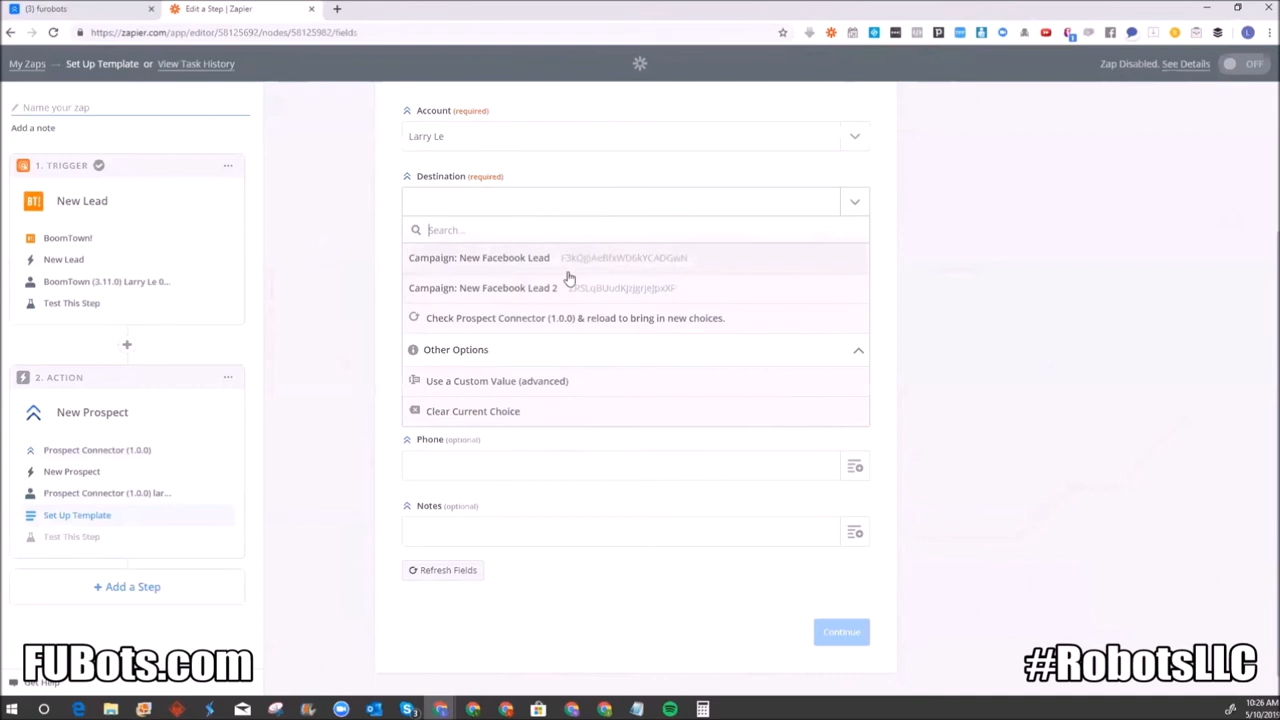 (3) furobots
Edit a Step | Zapier
https://zapier.com/app/editor/58125692/nodes/58125982/fields
My Zaps
Set Up Template or View Task History
Zap Disabled. See Details
OFF
Name your zap
Add a note
1. TRIGGER
BT!
New Lead
BoomTown!
New Lead
BoomTown (3.11.0) Larry Le 0...
Test This Step
2. ACTION
New Prospect
Prospect Connector (1.0.0)
New Prospect
Prospect Connector (1.0.0) lar...
Set Up Template
Test This Step
+ Add a Step
Get Help
Account (required)
Larry Le
Destination (required)
Search...
Campaign: New Facebook Lead
Campaign: New Facebook Lead 2
Check Prospect Connector (1.0.0) & reload to bring in new choices.
Other Options
Use a Custom Value (advanced)
Clear Current Choice
Phone (optional)
Notes (optional)
Refresh Fields
Continue
FUBots.com
#RobotsLLC
10:26 AM
5/10/2019